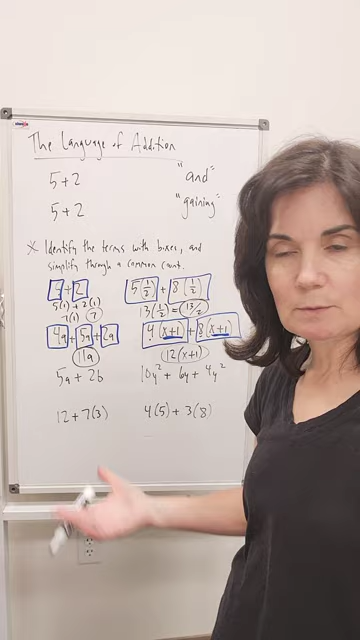 The Language of Addition
5+2 "and"
5+2 "gaining"
* Identify the terms with boxes, and
simplify through a common count.
5+2 5(1/2)+8(1/2)
5(1)+2(1) 13(1/2)=13/2
7(1) 7
4a+5a+2a 4(x+1)+8(x+1)
11a 12(x+1)
5a+2b 10y²+6y+4y²
12+7(3) 4(5)+3(8)